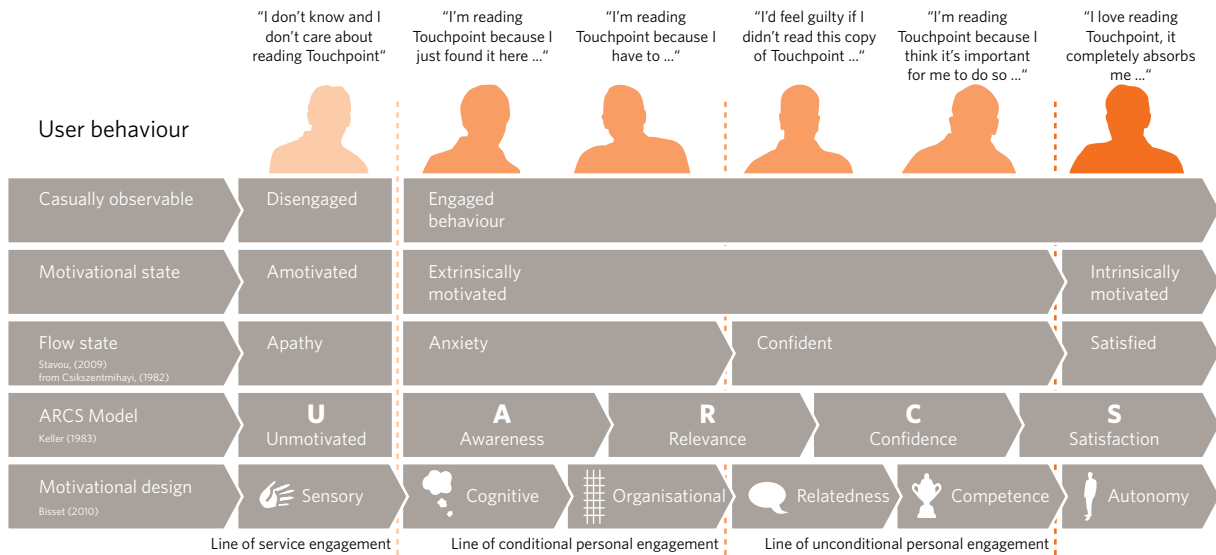 “I don’t know and I
don’t care about
reading Touchpoint“
“I’m reading
Touchpoint because I
just found it here ...“
“I’m reading
Touchpoint because I
have to ...“
“I’d feel guilty if I
didn’t read this copy
of Touchpoint ...“
“I’m reading
Touchpoint because I
think it’s important
for me to do so ...“
“I love reading
Touchpoint, it
completely absorbs
me ...“
User behaviour
Casually observable
Disengaged
Engaged
behaviour
Motivational state
Amotivated
Extrinsically
motivated
Intrinsically
motivated
Flow state
Stavou, (2009)
from Csikszentmihayi, (1982)
Apathy
Anxiety
Confident
Satisfied
ARCS Model
Keller (1983)
U
Unmotivated
A
Awareness
R
Relevance
C
Confidence
S
Satisfaction
Motivational design
Bisset (2010)
Sensory
Cognitive
Organisational
Relatedness
Competence
Autonomy
Line of service engagement
Line of conditional personal engagement
Line of unconditional personal engagement